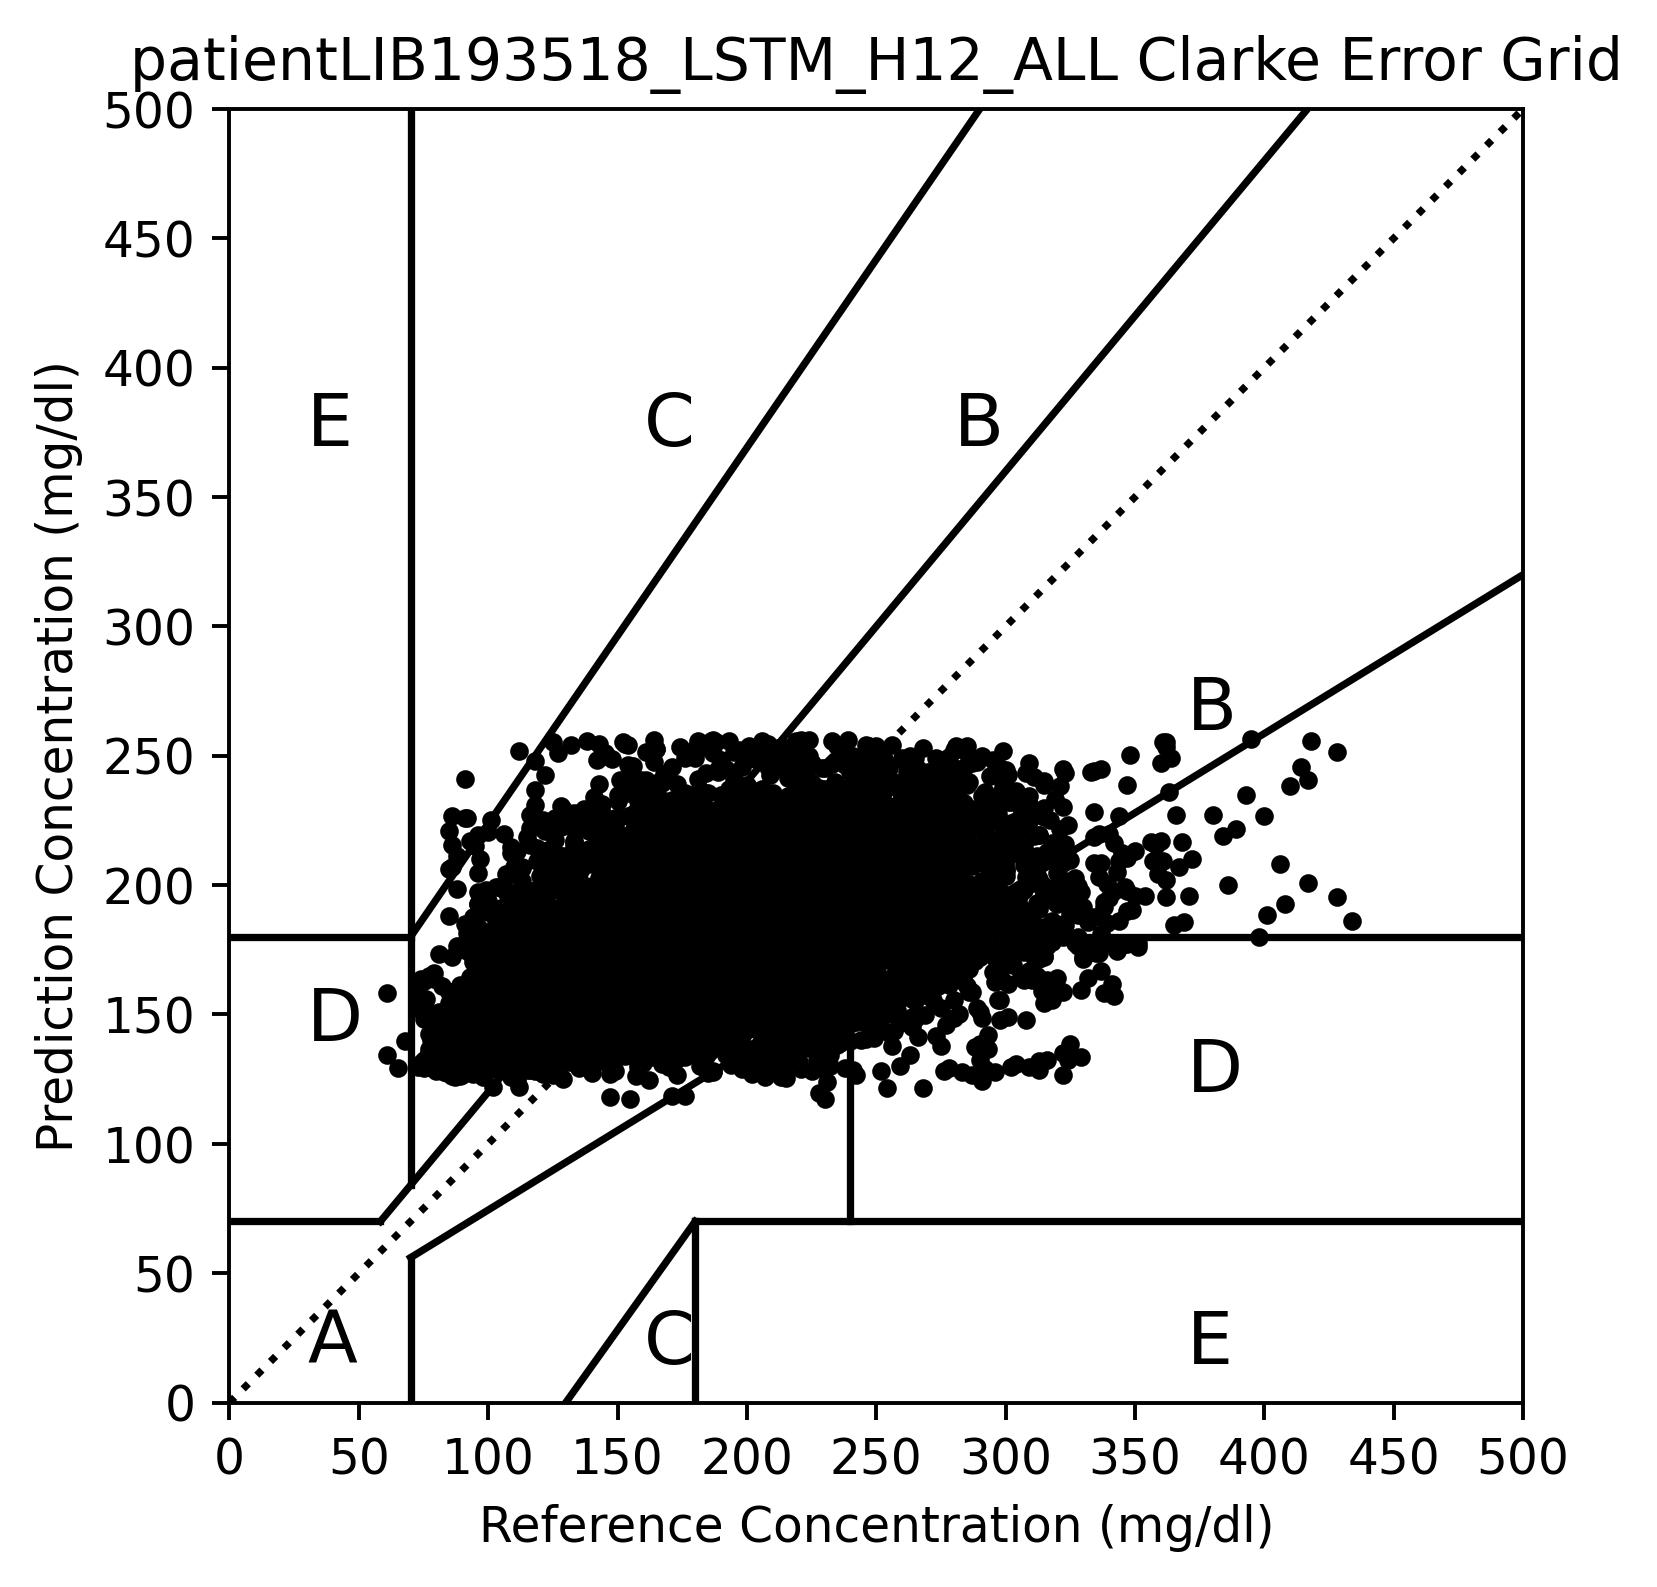 patientLIB193518_LSTM_H12_ALL Clarke Error Grid
500
450
400
350
300
250
200
150
100
50
0
Prediction Concentration (mg/dl)
E
C
B
B
D
D
A
C
E
0 50 100 150 200 250 300 350 400 450 500
Reference Concentration (mg/dl)